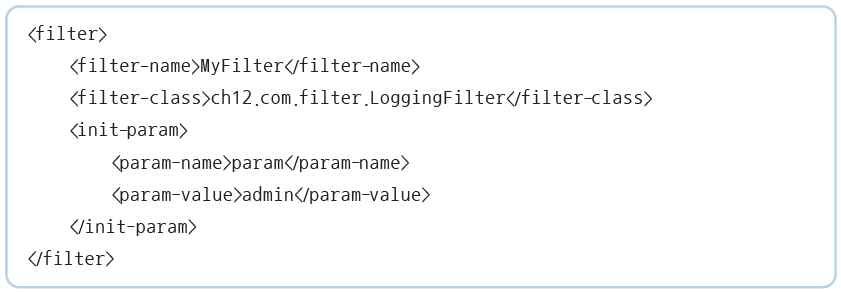 <filter>
    <filter-name>MyFilter</filter-name>
    <filter-class>ch12.com.filter.LoggingFilter</filter-class>
    <init-param>
        <param-name>param</param-name>
        <param-value>admin</param-value>
    </init-param>
</filter>